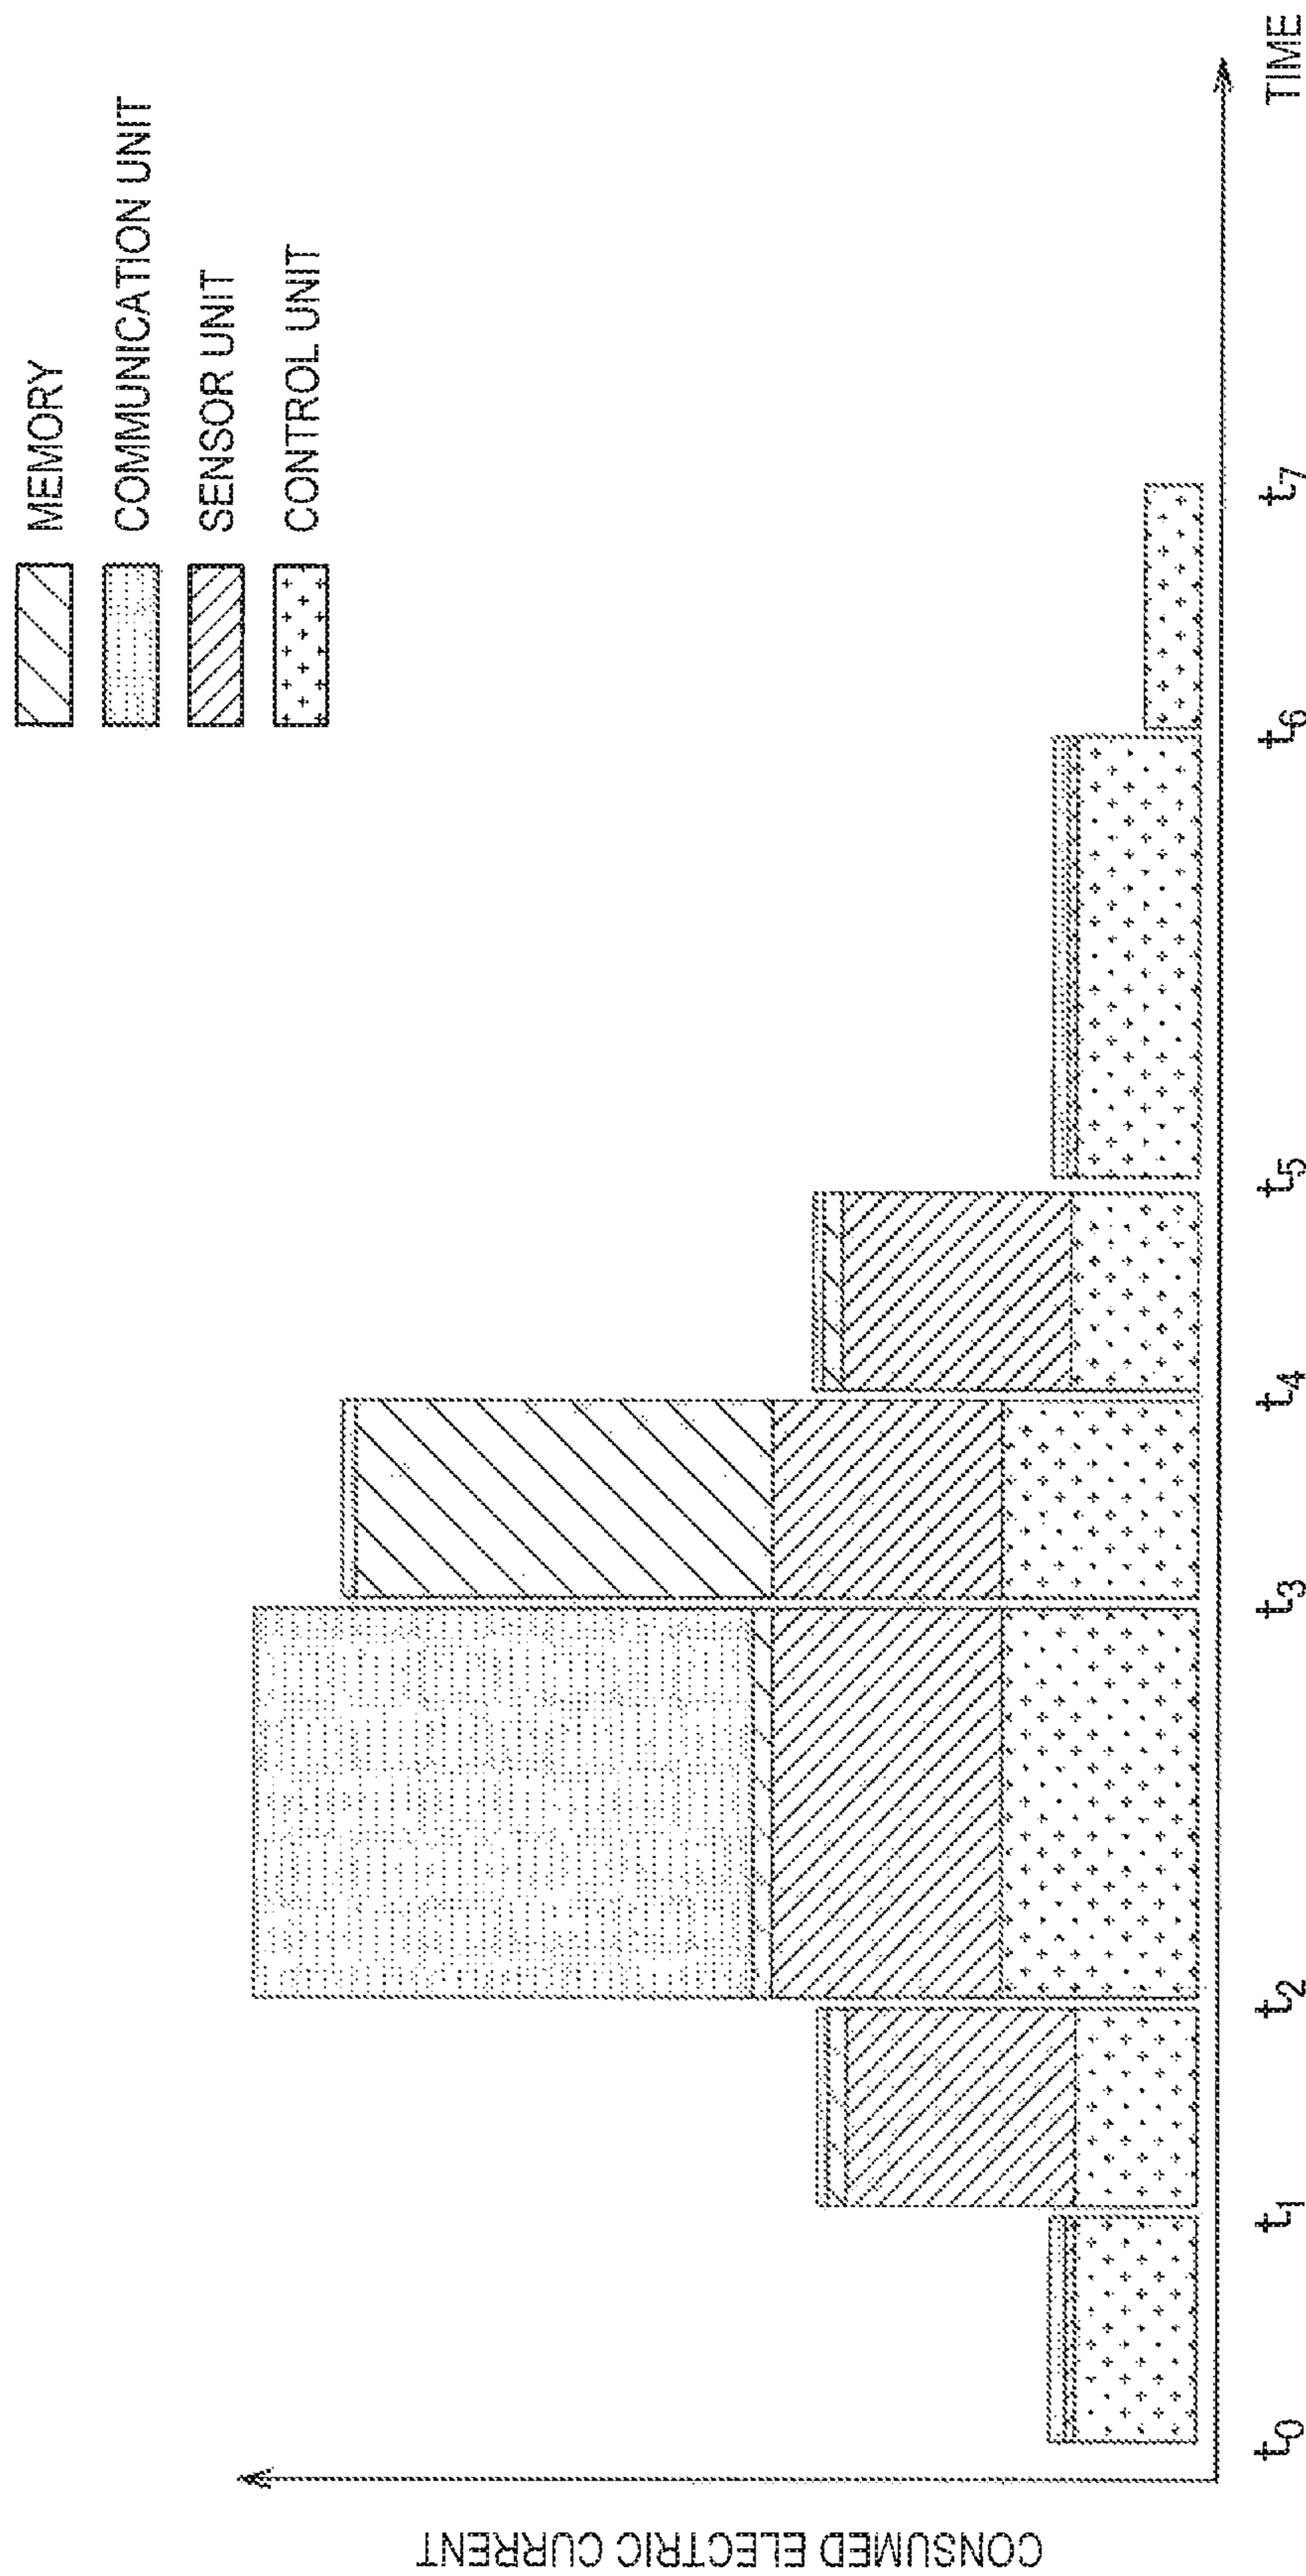 MEMORY
COMMUNICATION UNIT
SENSOR UNIT
CONTROL UNIT
CONSUMED ELECTRIC CURRENT
t0 t1 t2 t3 t4 t5 t6 t7 TIME